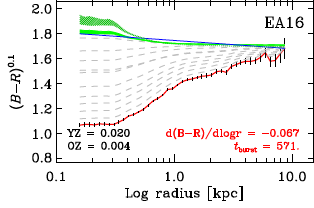 EA16
2.0
1.8
1.6
1.4
1.2
1.0
0.8
(B−R)^0.1
YZ = 0.020
OZ = 0.004
d(B−R)/dlogr = −0.067
t_burst = 571.
0.1
1.0
10.0
Log radius [kpc]